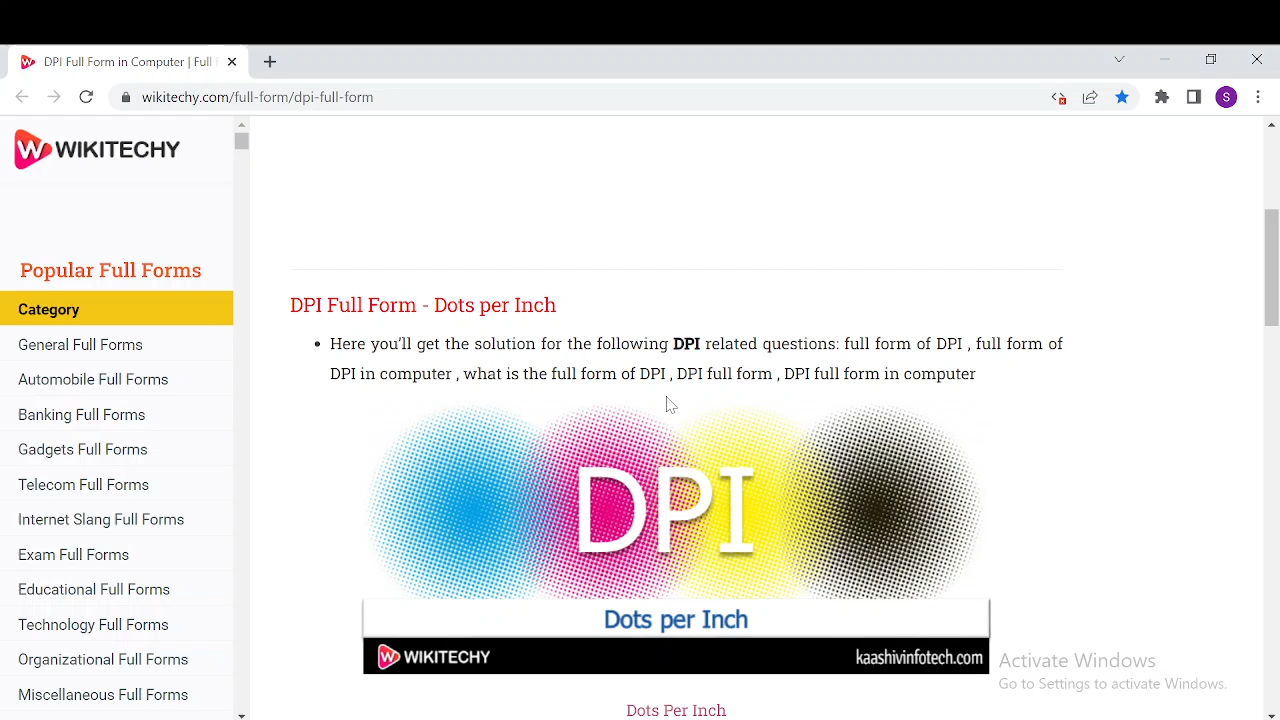 DPI Full Form in Computer | Full F
wikitechy.com/full-form/dpi-full-form
S
W WIKITECHY
Popular Full Forms
Category
General Full Forms
Automobile Full Forms
Banking Full Forms
Gadgets Full Forms
Telecom Full Forms
Internet Slang Full Forms
Exam Full Forms
Educational Full Forms
Technology Full Forms
Organizational Full Forms
Miscellaneous Full Forms
DPI Full Form - Dots per Inch
Here you'll get the solution for the following DPI related questions: full form of DPI , full form of
DPI in computer , what is the full form of DPI , DPI full form , DPI full form in computer
DPI
Dots per Inch
W WIKITECHY
kaashivinfotech.com
Dots Per Inch
Activate Windows
Go to Settings to activate Windows.